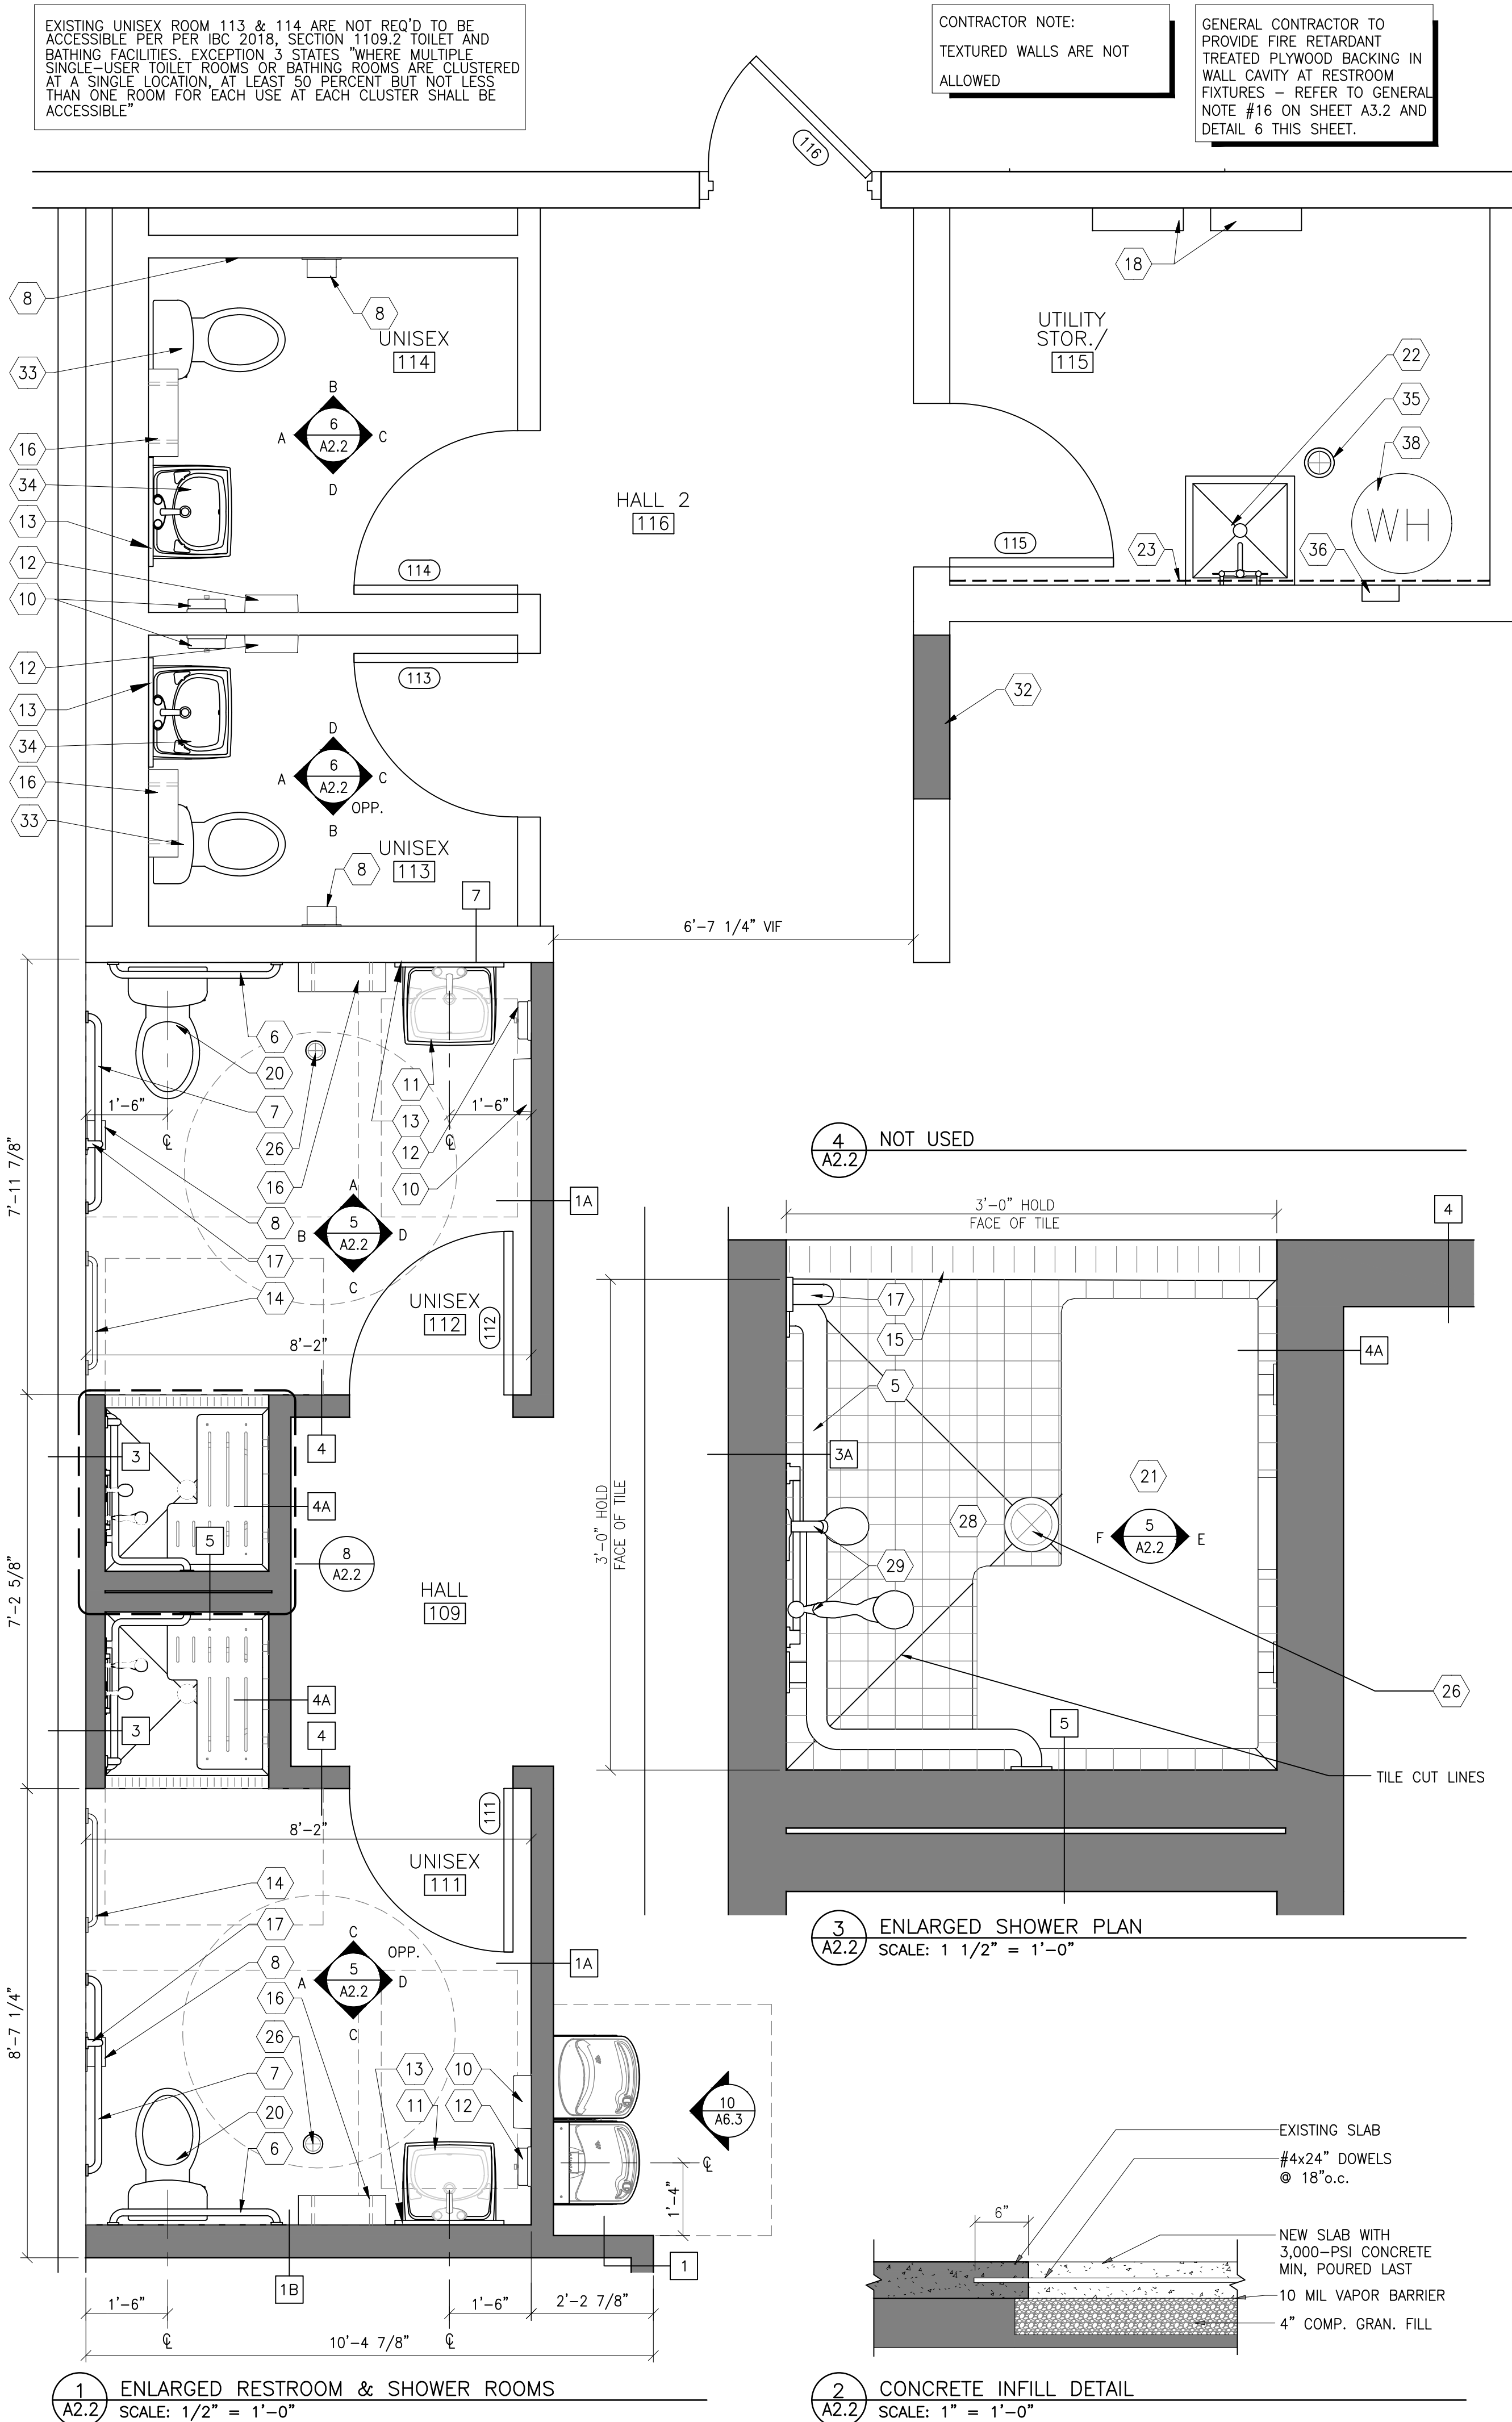 EXISTING UNISEX ROOM 113 & 114 ARE NOT REQ'D TO BE
ACCESSIBLE PER PER IBC 2018, SECTION 1109.2 TOILET AND
BATHING FACILITIES. EXCEPTION 3 STATES "WHERE MULTIPLE
SINGLE-USER TOILET ROOMS OR BATHING ROOMS ARE CLUSTERED
AT A SINGLE LOCATION, AT LEAST 50 PERCENT BUT NOT LESS
THAN ONE ROOM FOR EACH USE AT EACH CLUSTER SHALL BE
ACCESSIBLE"
CONTRACTOR NOTE:
TEXTURED WALLS ARE NOT
ALLOWED
GENERAL CONTRACTOR TO
PROVIDE FIRE RETARDANT
TREATED PLYWOOD BACKING IN
WALL CAVITY AT RESTROOM
FIXTURES - REFER TO GENERAL
NOTE #16 ON SHEET A3.2 AND
DETAIL 6 THIS SHEET.
116
18
8
8
UNISEX
114
33
B
6
A2.2
A
C
D
16
34
13
12
10
114
HALL 2
116
UTILITY
STOR./
115
22
35
38
WH
115
23
36
12
13
34
16
33
113
D
6
A2.2
A
C
B
OPP.
UNISEX
113
8
7
32
6'-7 1/4" VIF
7'-11 7/8"
6
20
7
26
16
8
17
14
11
13
12
10
1'-6"
1'-6"
℄
℄
A
5
A2.2
B
D
C
1A
UNISEX
112
112
8'-2"
4
A2.2
NOT USED
7'-2 5/8"
3
4
4A
5
8
A2.2
HALL
109
4A
3
4
3'-0" HOLD
FACE OF TILE
4
3'-0" HOLD
FACE OF TILE
17
15
5
4A
3A
21
28
29
5
A2.2
F
E
26
5
TILE CUT LINES
3
A2.2
ENLARGED SHOWER PLAN
SCALE: 1 1/2" = 1'-0"
8'-7 1/4"
8'-2"
111
UNISEX
111
14
17
8
16
26
7
20
6
C
OPP.
5
A2.2
A
D
C
1A
13
10
11
12
10
A6.3
℄
1'-4"
1
1B
1'-6"
1'-6"
2'-2 7/8"
℄
℄
10'-4 7/8"
1
A2.2
ENLARGED RESTROOM & SHOWER ROOMS
SCALE: 1/2" = 1'-0"
EXISTING SLAB
#4x24" DOWELS
@ 18"o.c.
6"
NEW SLAB WITH
3,000-PSI CONCRETE
MIN, POURED LAST
10 MIL VAPOR BARRIER
4" COMP. GRAN. FILL
2
A2.2
CONCRETE INFILL DETAIL
SCALE: 1" = 1'-0"